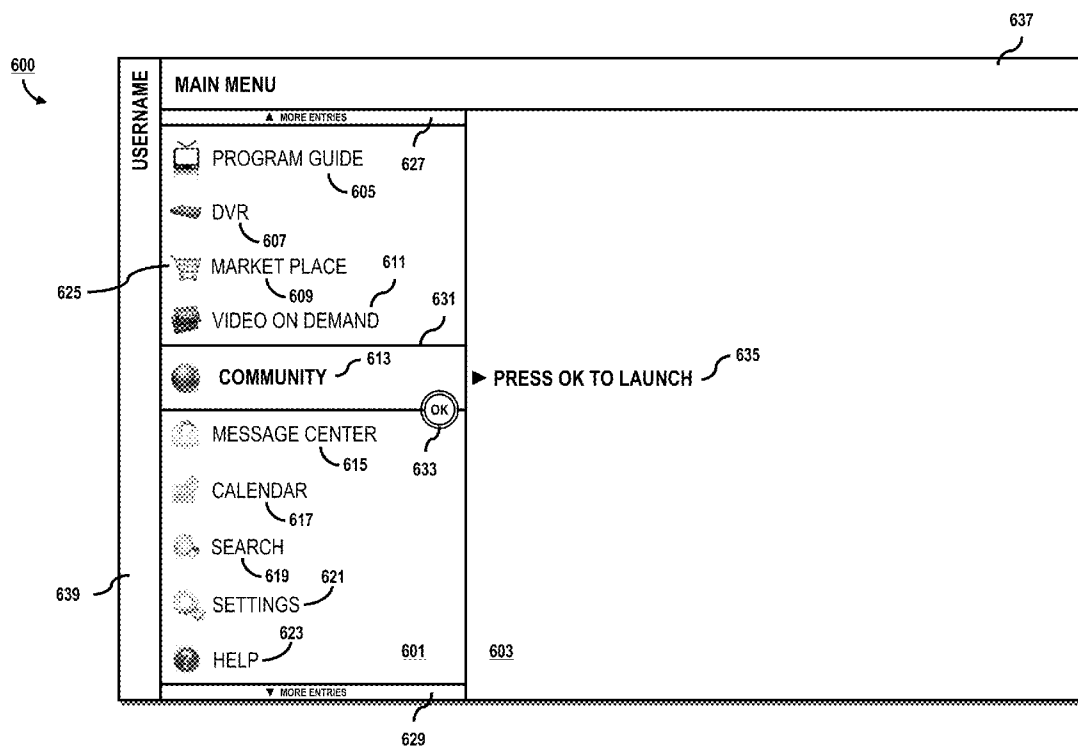 637
600
USERNAME
MAIN MENU
▲ MORE ENTRIES
627
PROGRAM GUIDE
605
DVR
607
611
MARKET PLACE
625
609
631
VIDEO ON DEMAND
613
635
COMMUNITY
► PRESS OK TO LAUNCH
OK
MESSAGE CENTER
615
633
CALENDAR
617
SEARCH
619
621
639
SETTINGS
623
HELP
601
603
▼ MORE ENTRIES
629